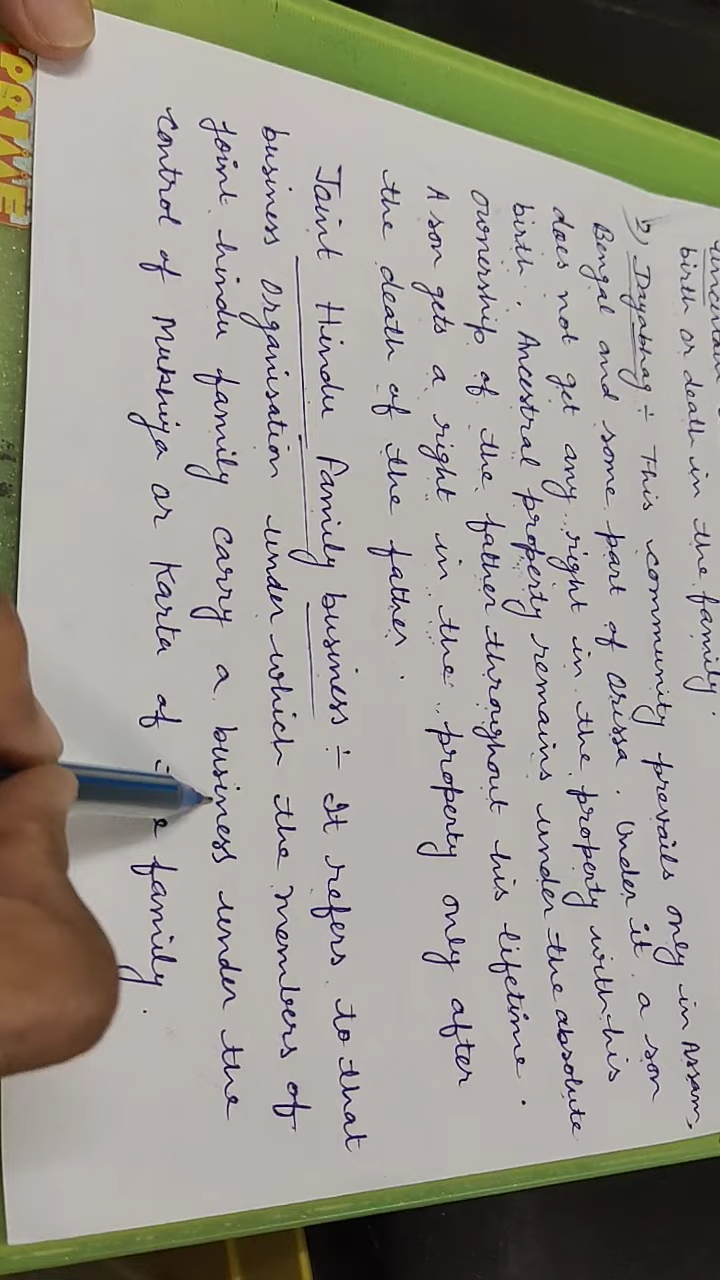 birth or death in the family.
2) Dayabhag :- This community prevails only in Assam,
Bengal and some part of Orissa. Under it a son
does not get any right in the property with his
birth. Ancestral property remains under the absolute
ownership of the father throughout his lifetime.
A son gets a right in the property only after
the death of the father.
Joint Hindu Family business :- It refers to that
business organisation under which the members of
Joint hindu family carry a business under the
control of Mukhiya or Karta of family.
PRIME